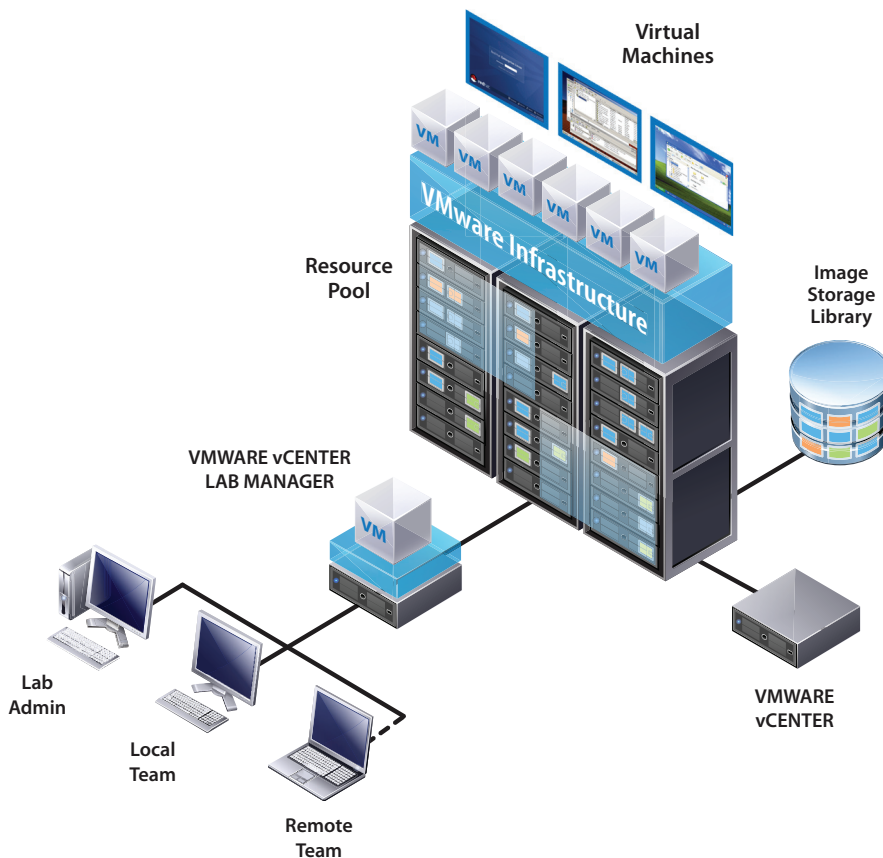 Virtual
Machines
VM
VM
VM
VM
VM
VM
VMware Infrastructure
Resource
Pool
Image
Storage
Library
VMWARE vCENTER
LAB MANAGER
VM
Lab
Admin
Local
Team
Remote
Team
VMWARE
vCENTER